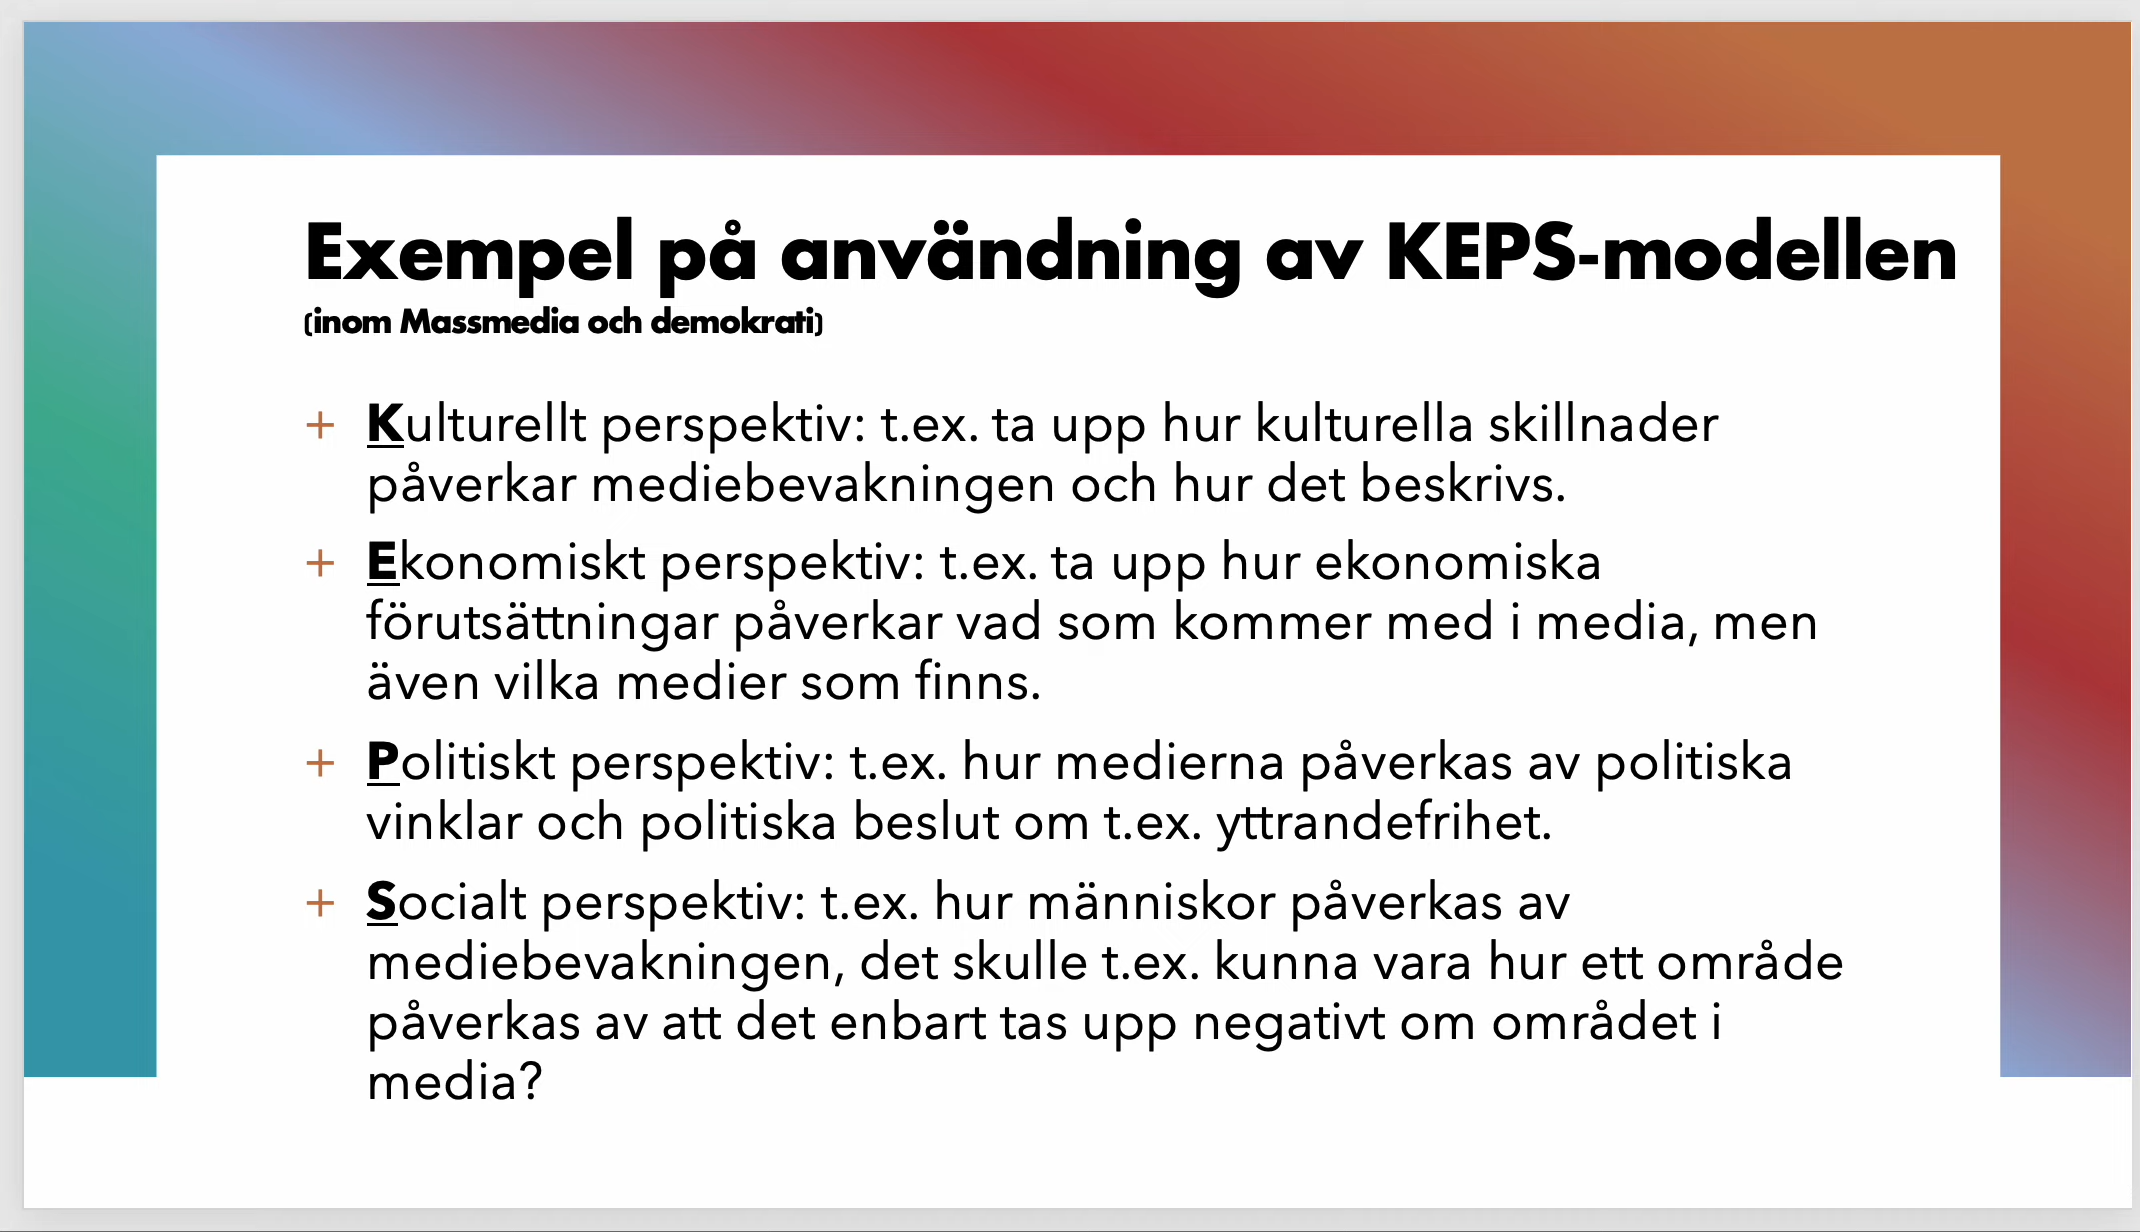 Exempel på användning av KEPS-modellen
(inom Massmedia och demokrati)
+ Kulturellt perspektiv: t.ex. ta upp hur kulturella skillnader
påverkar mediebevakningen och hur det beskrivs.
+ Ekonomiskt perspektiv: t.ex. ta upp hur ekonomiska
förutsättningar påverkar vad som kommer med i media, men
även vilka medier som finns.
+ Politiskt perspektiv: t.ex. hur medierna påverkas av politiska
vinklar och politiska beslut om t.ex. yttrandefrihet.
+ Socialt perspektiv: t.ex. hur människor påverkas av
mediebevakningen, det skulle t.ex. kunna vara hur ett område
påverkas av att det enbart tas upp negativt om området i
media?